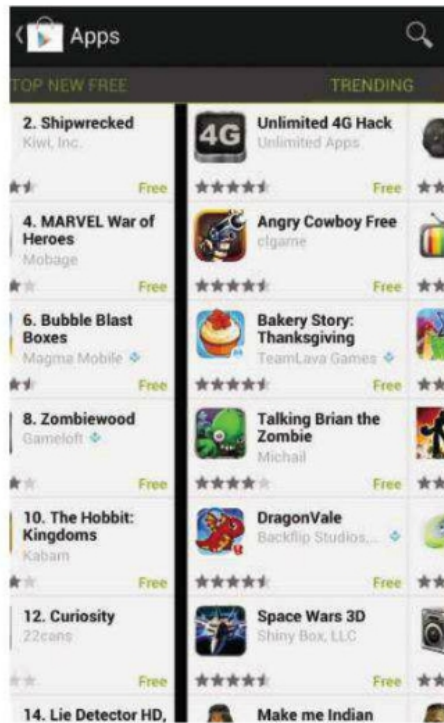 Apps
TOP NEW FREE
TRENDING
2. Shipwrecked
Kiwi, Inc.
Free
4. MARVEL War of
Heroes
Mobage
Free
6. Bubble Blast
Boxes
Magma Mobile
Free
8. Zombiewood
Gameloft
Free
10. The Hobbit:
Kingdoms
Kabam
Free
12. Curiosity
22cans
Free
14. Lie Detector HD,
4G
Unlimited 4G Hack
Unlimited Apps
Free
Angry Cowboy Free
clgame
Free
Bakery Story:
Thanksgiving
TeamLava Games
Free
Talking Brian the
Zombie
Michail
Free
DragonVale
Backflip Studios,...
Free
Space Wars 3D
Shiny Box, LLC
Free
Make me Indian